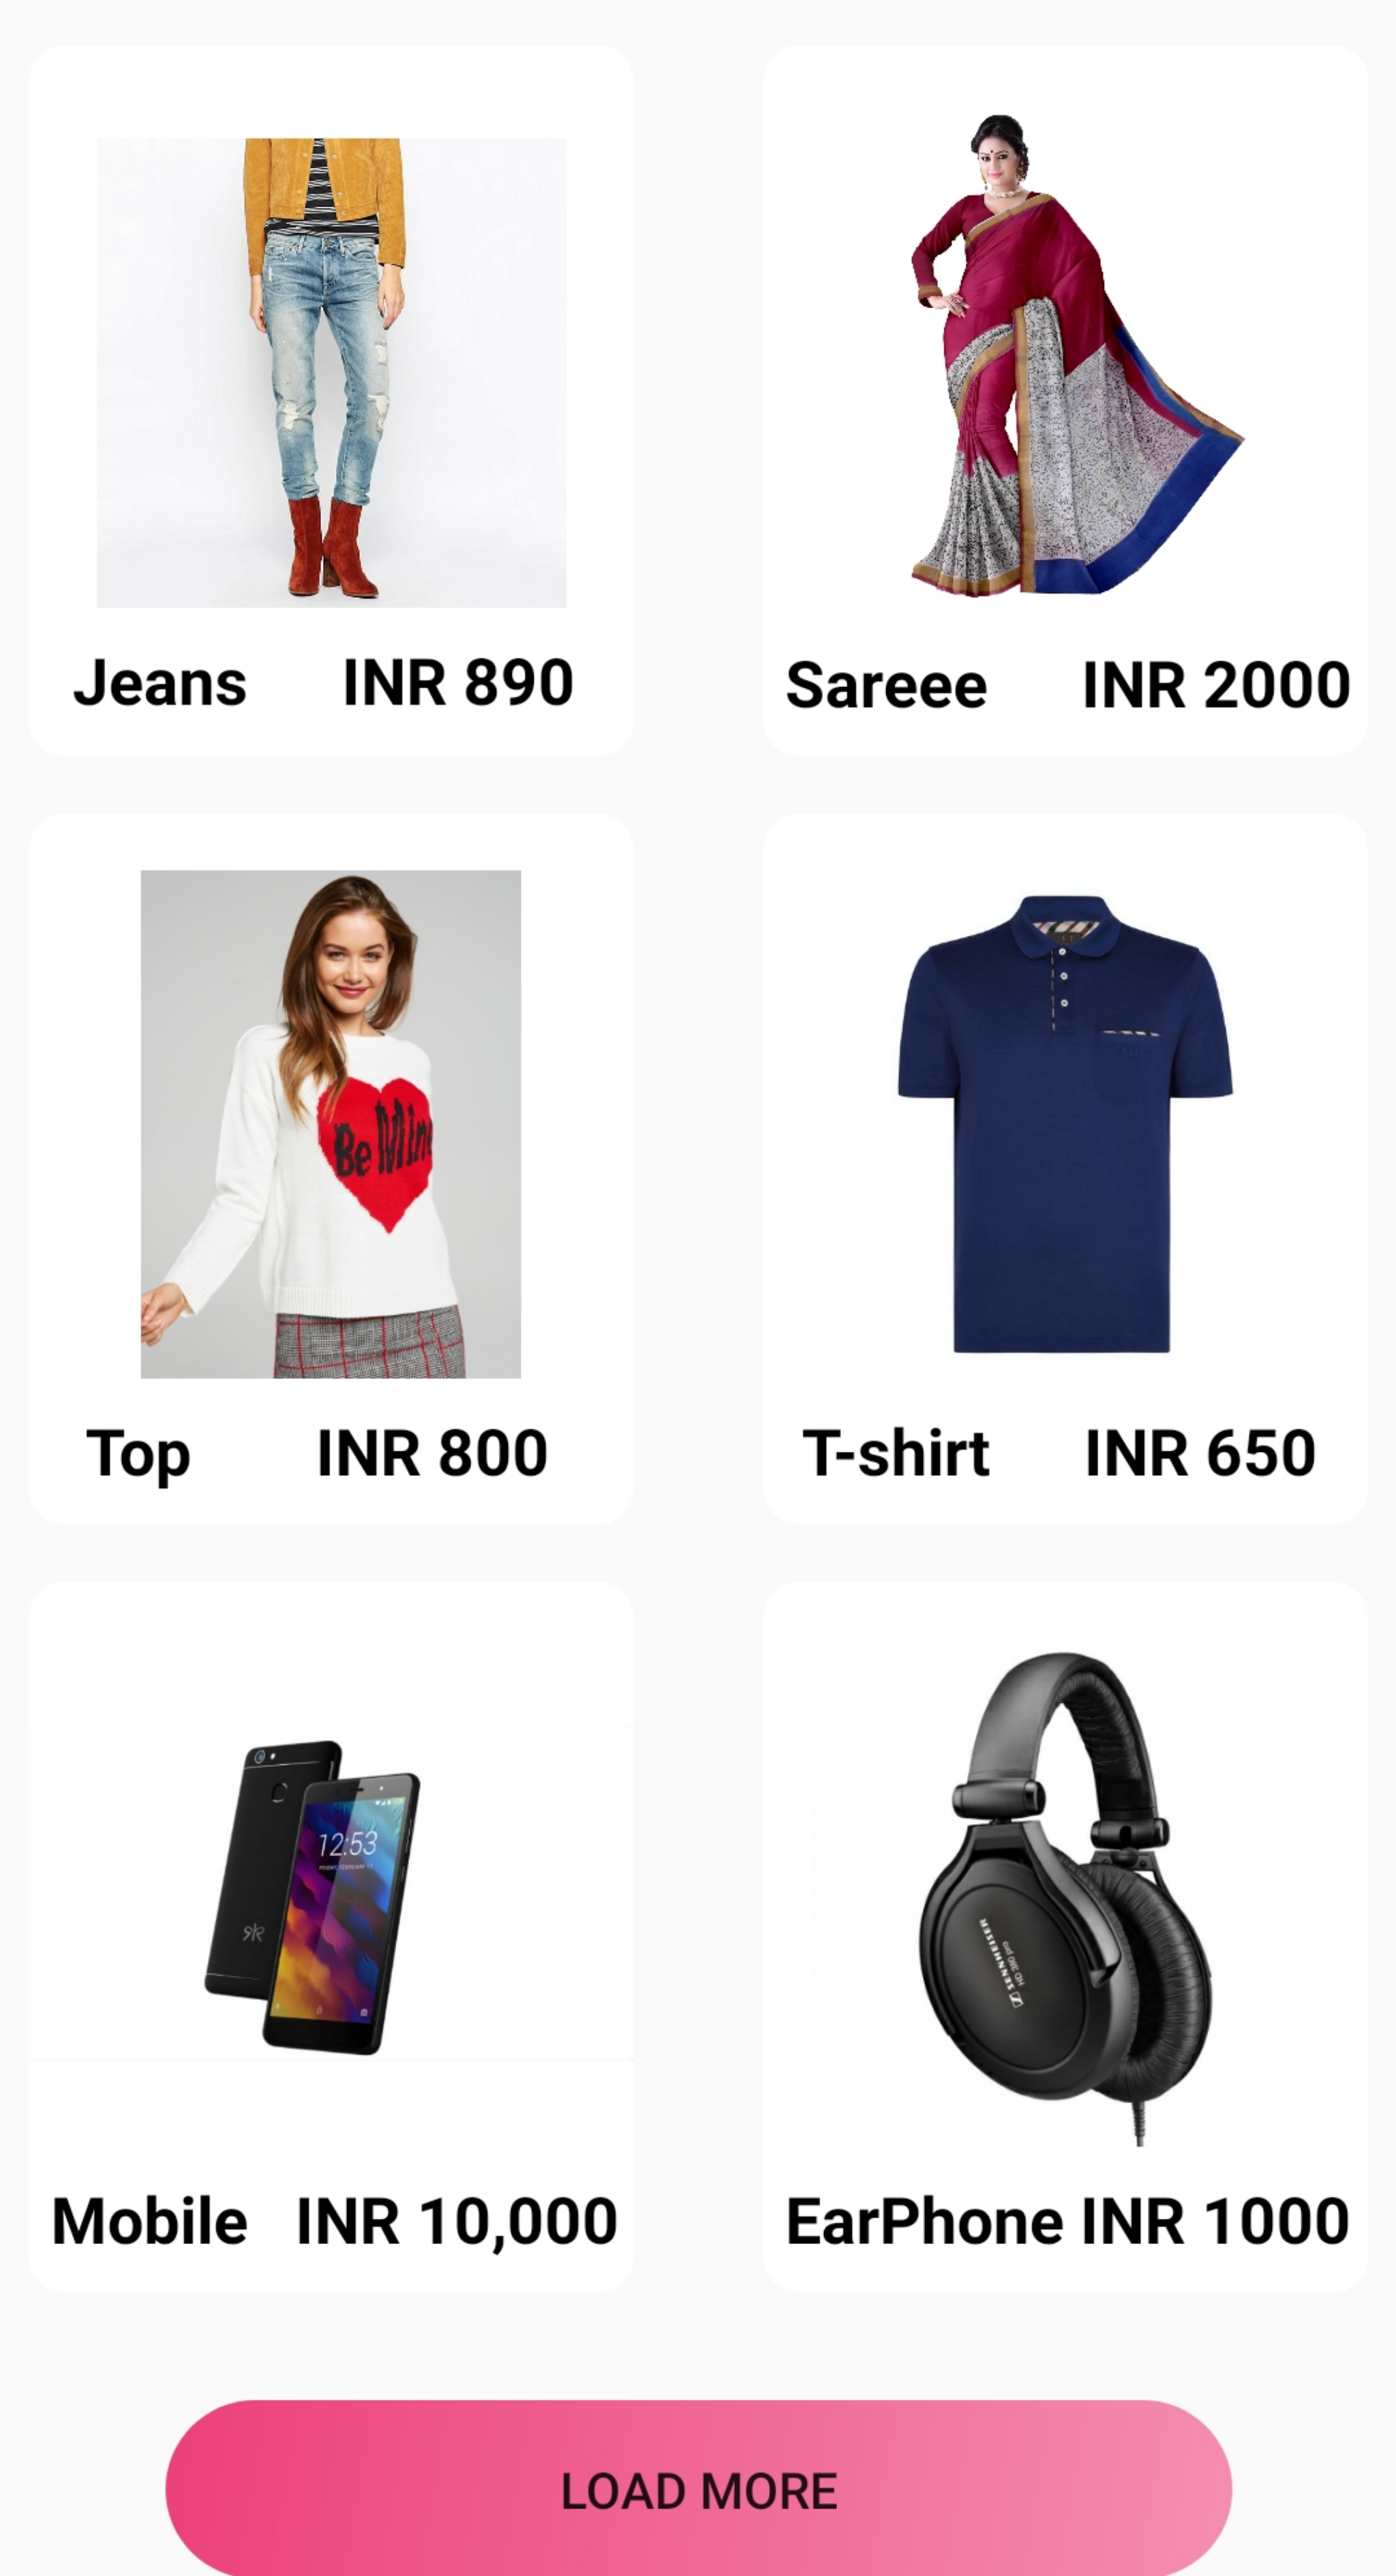 Jeans INR 890
Sareee INR 2000
Be Mine
Top INR 800
T-shirt INR 650
12:53
SENNHEISER
HD 380 pro
Mobile INR 10,000
EarPhone INR 1000
LOAD MORE